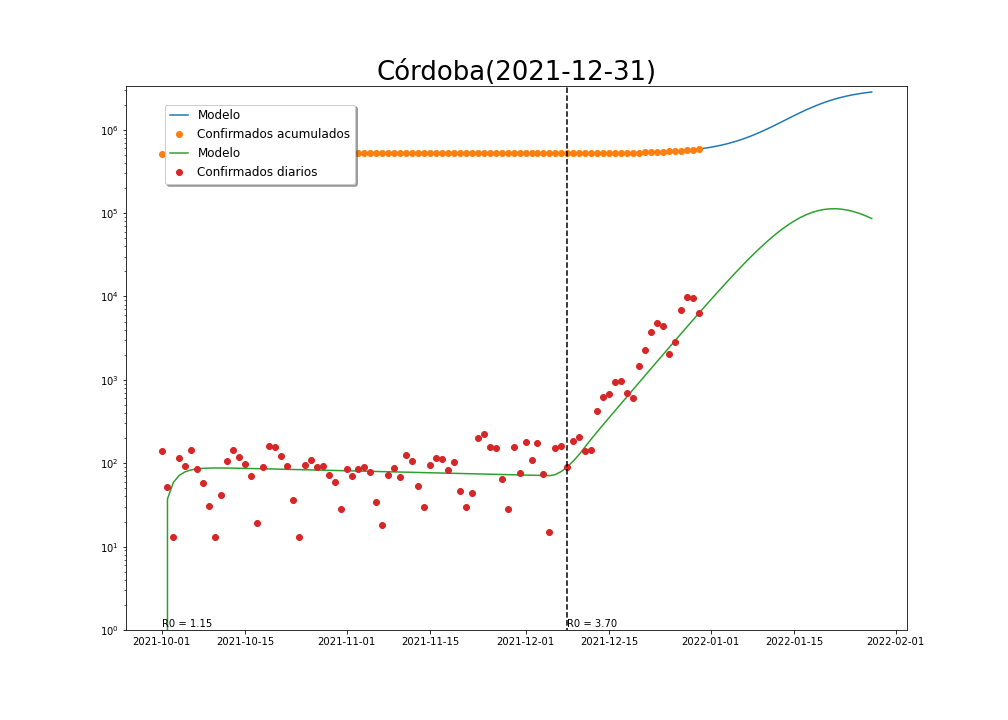 Córdoba(2021-12-31)
Modelo
Confirmados acumulados
Modelo
Confirmados diarios
10⁶
10⁵
10⁴
10³
10²
10¹
10⁰
R0 = 1.15
R0 = 3.70
2021-10-01 2021-10-15 2021-11-01 2021-11-15 2021-12-01 2021-12-15 2022-01-01 2022-01-15 2022-02-01